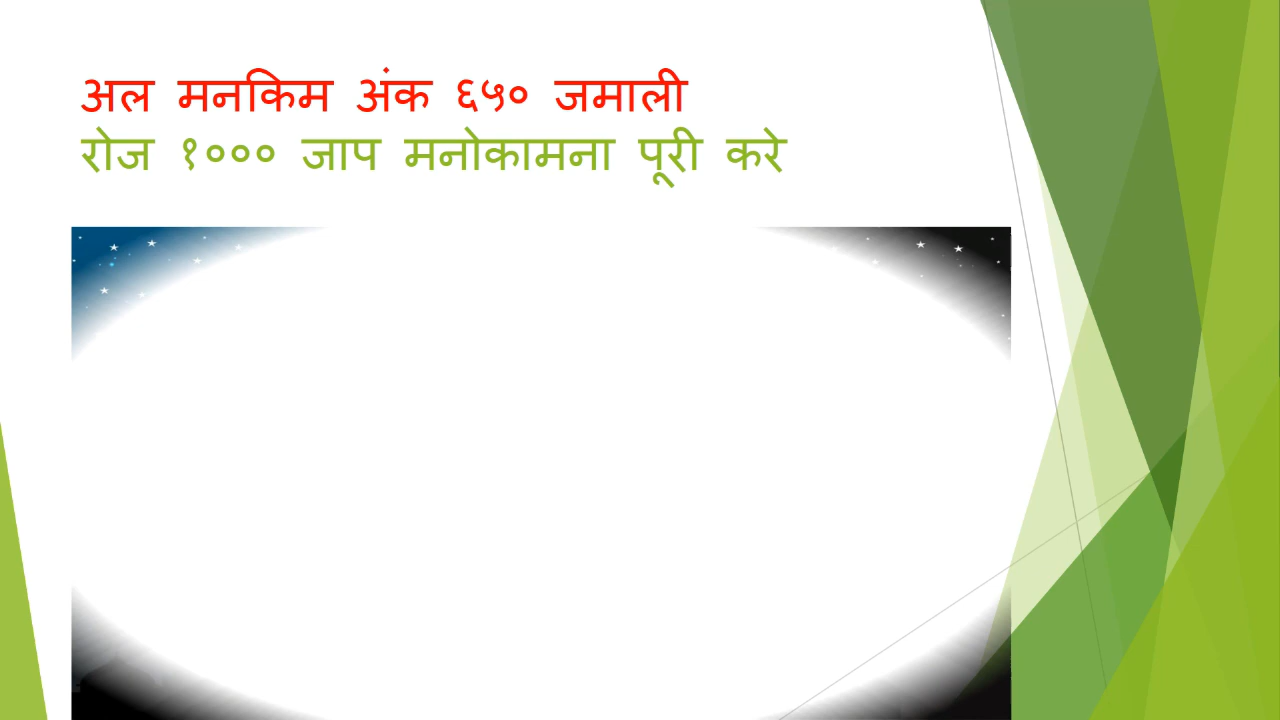 अल मनकिम अंक ६५० जमाली
रोज १००० जाप मनोकामना पूरी करे